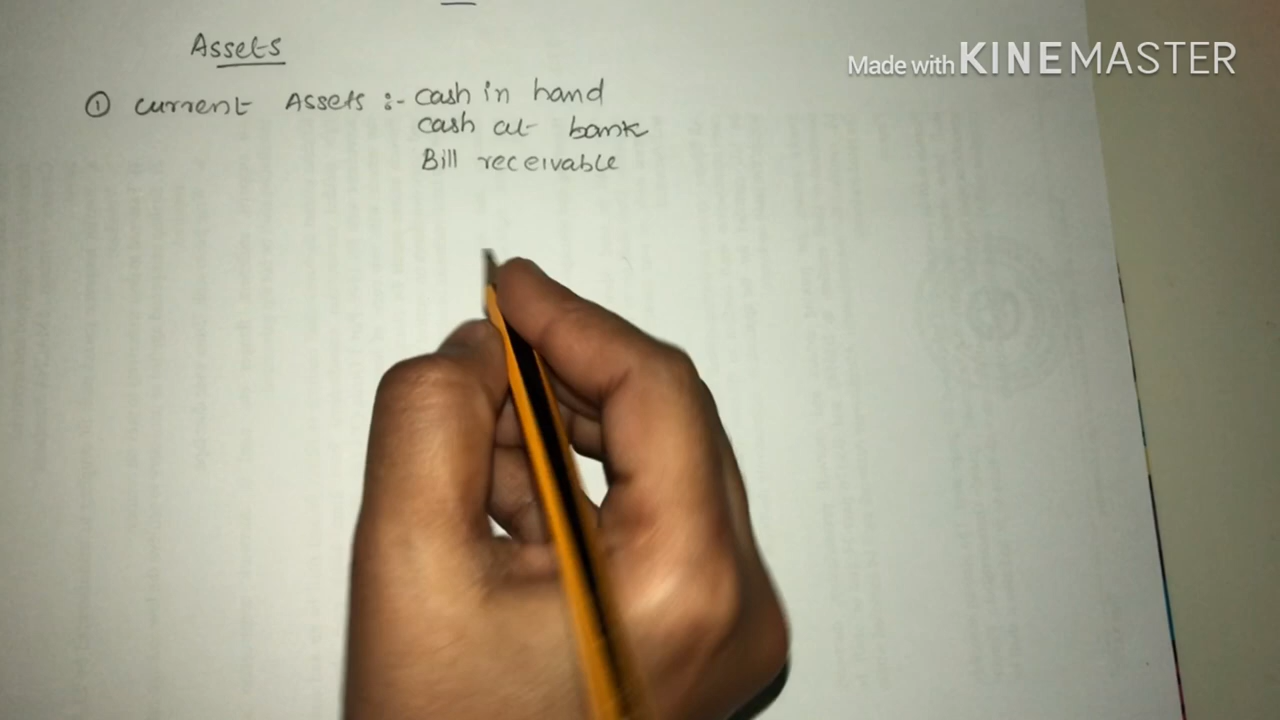 Made with KINEMASTER
Assets
① current Assets :- cash in hand
cash at bank
Bill receivable